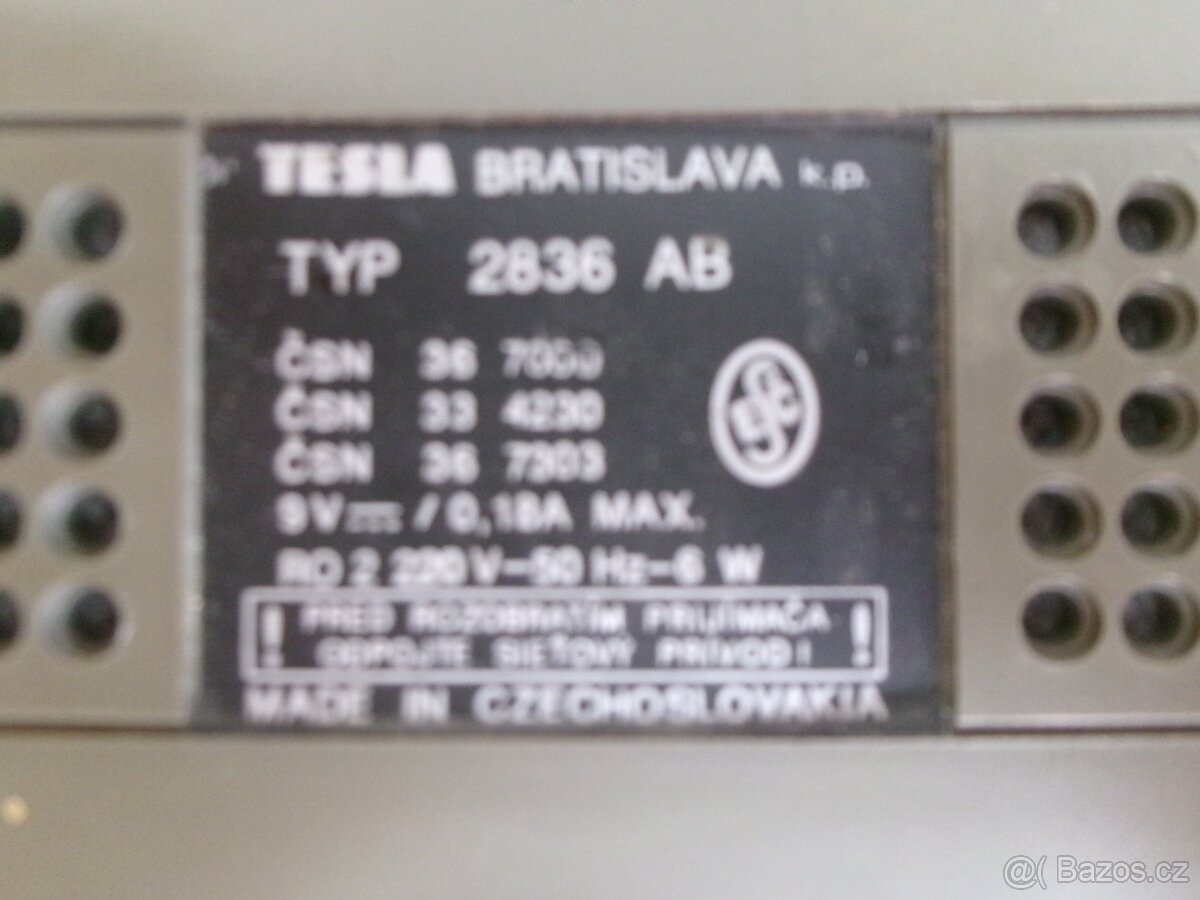 TESLA BRATISLAVA k.p.
TYP 2836 AB
ČSN 36 7000
ČSN 33 4230
ČSN 36 7303
9V⎓/0,18A MAX.
RO 2 220 V–50 Hz–6 W
! PRED ROZOBRATÍM PRIJÍMAČA !
ODPOJTE SIEŤOVÝ PRÍVOD!
MADE IN CZECHOSLOVAKIA
@( Bazos.cz